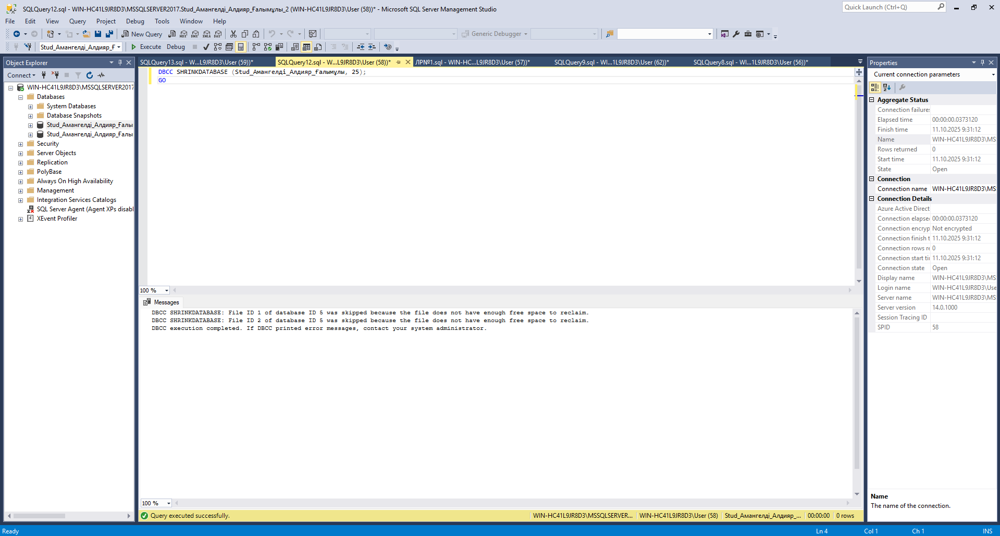 SQLQuery12.sql - WIN-HC41L9JR8D3\MSSQLSERVER2017.Stud_Амангелді_Алдияр_Ғалымұлы_2 (WIN-HC41L9JR8D3\User (58))* - Microsoft SQL Server Management Studio
Quick Launch (Ctrl+Q)
File Edit View Query Project Debug Tools Window Help
New Query
MDX DMX XMLA DAX
Generic Debugger
Stud_Амангелді_Алдияр_Ғ
Execute Debug
Object Explorer
Connect
WIN-HC41L9JR8D3\MSSQLSERVER2017
Databases
System Databases
Database Snapshots
Stud_Амангелді_Алдияр_Ғалы
Stud_Амангелді_Алдияр_Ғалы
Security
Server Objects
Replication
PolyBase
Always On High Availability
Management
Integration Services Catalogs
SQL Server Agent (Agent XPs disabl
XEvent Profiler
SQLQuery13.sql - W...L9JR8D3\User (59))*
SQLQuery12.sql - W...L9JR8D3\User (58))*
ЛР№1.sql - WIN-HC...L9JR8D3\User (57))*
SQLQuery9.sql - WI...1L9JR8D3\User (62))*
SQLQuery8.sql - WI...1L9JR8D3\User (56))*
DBCC SHRINKDATABASE (Stud_Амангелді_Алдияр_Ғалымұлы, 25);
GO
100 %
Messages
DBCC SHRINKDATABASE: File ID 1 of database ID 5 was skipped because the file does not have enough free space to reclaim.
DBCC SHRINKDATABASE: File ID 2 of database ID 5 was skipped because the file does not have enough free space to reclaim.
DBCC execution completed. If DBCC printed error messages, contact your system administrator.
100 %
Query executed successfully.
WIN-HC41L9JR8D3\MSSQLSERVER... WIN-HC41L9JR8D3\User (58) Stud_Амангелді_Алдияр_... 00:00:00 0 rows
Properties
Current connection parameters
Aggregate Status
Connection failures
Elapsed time 00:00:00.0373120
Finish time 11.10.2025 9:31:12
Name WIN-HC41L9JR8D3\MS
Rows returned 0
Start time 11.10.2025 9:31:12
State Open
Connection
Connection name WIN-HC41L9JR8D3\MS
Connection Details
Azure Active Direct
Connection elapse 00:00:00.0373120
Connection encryp Not encrypted
Connection finish t 11.10.2025 9:31:12
Connection rows re 0
Connection start ti 11.10.2025 9:31:12
Connection state Open
Display name WIN-HC41L9JR8D3\MS
Login name WIN-HC41L9JR8D3\Use
Server name WIN-HC41L9JR8D3\MS
Server version 14.0.1000
Session Tracing ID
SPID 58
Name
The name of the connection.
Ready
Ln 4 Col 1 Ch 1 INS